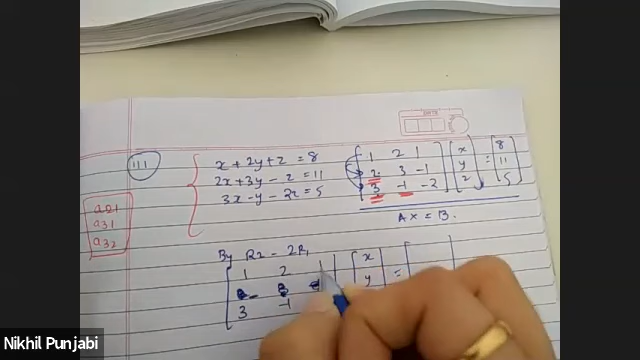 111
x + 2y + z = 8
2x + 3y - z = 11
3x - y - 2z = 5
1 2 1
2 3 -1
3 -1 -2
x
y
z
=
8
11
5
AX = B.
a21
a31
a32
By R2 - 2R1
1 2
3 -1
x
y
=
Nikhil Punjabi